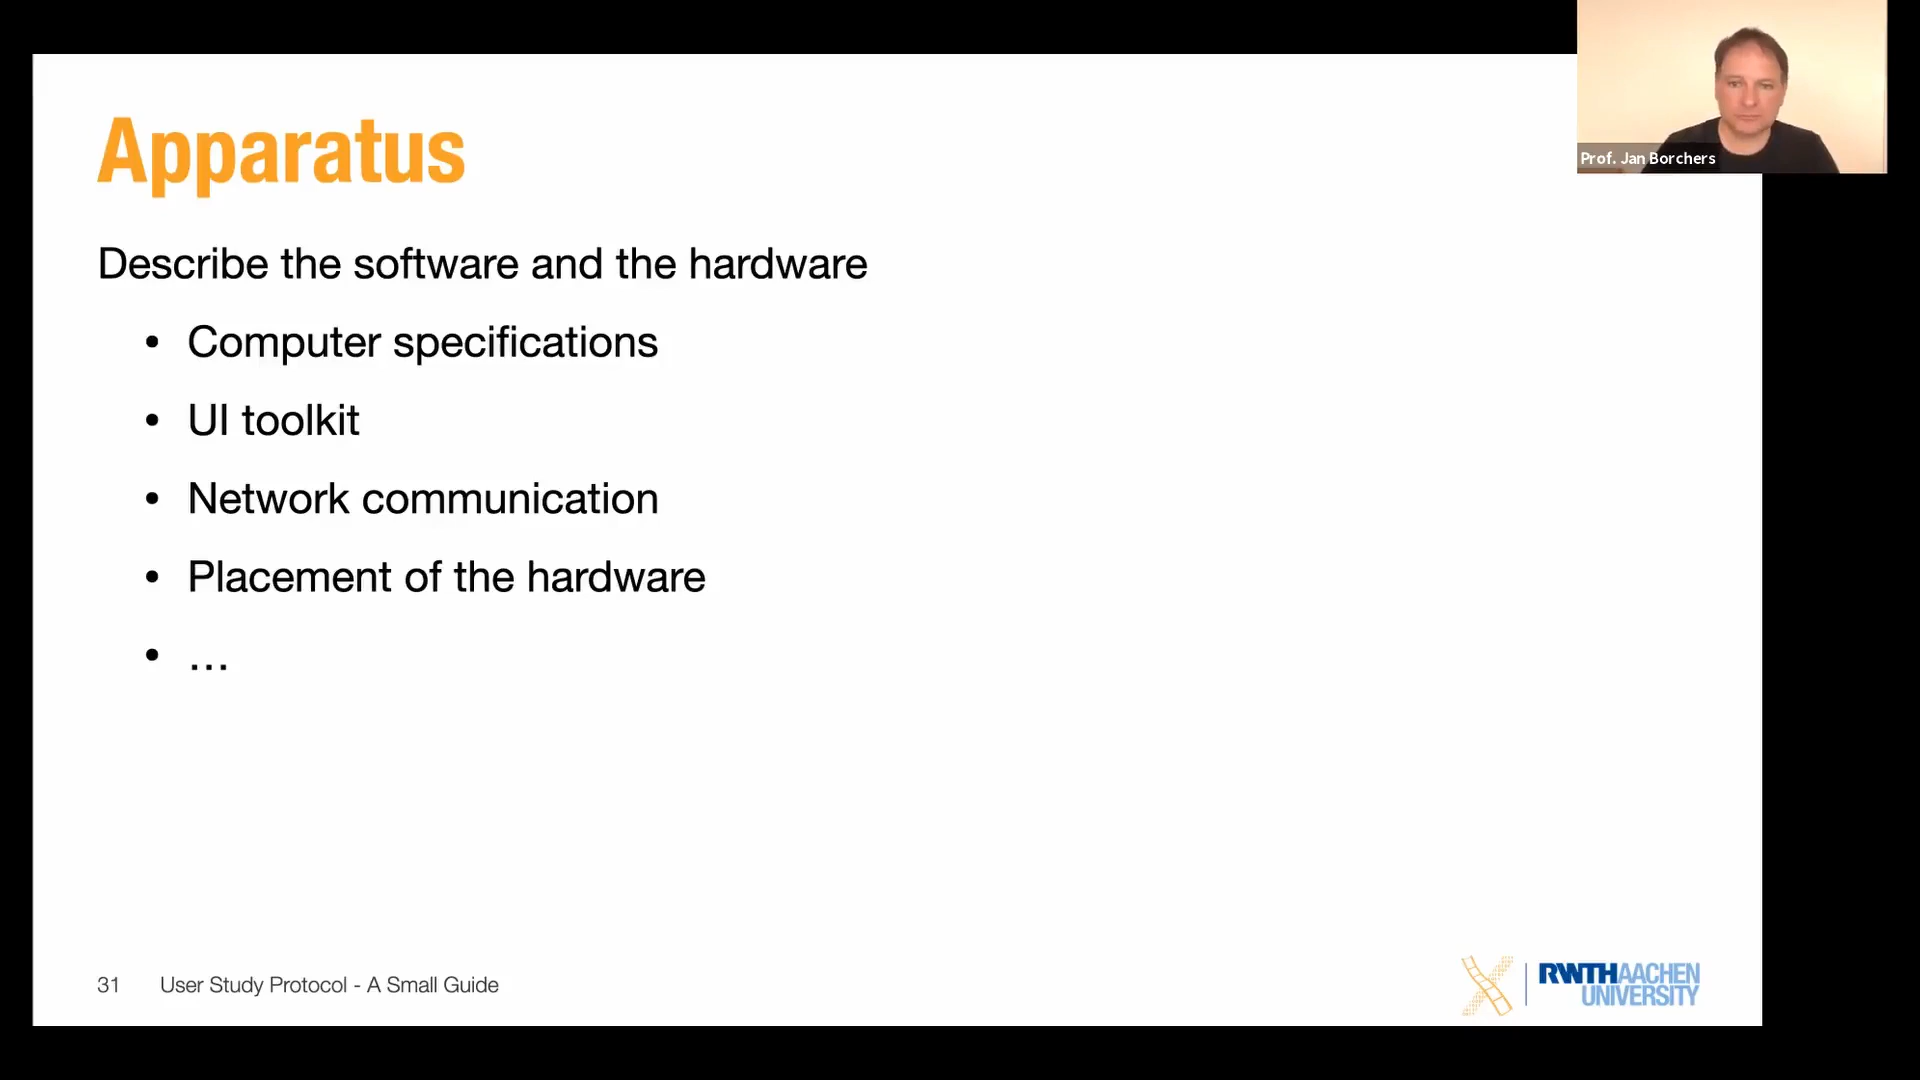 Apparatus
Prof. Jan Borchers
Describe the software and the hardware
• Computer specifications
• UI toolkit
• Network communication
• Placement of the hardware
• …
31 User Study Protocol - A Small Guide
RWTH AACHEN
UNIVERSITY